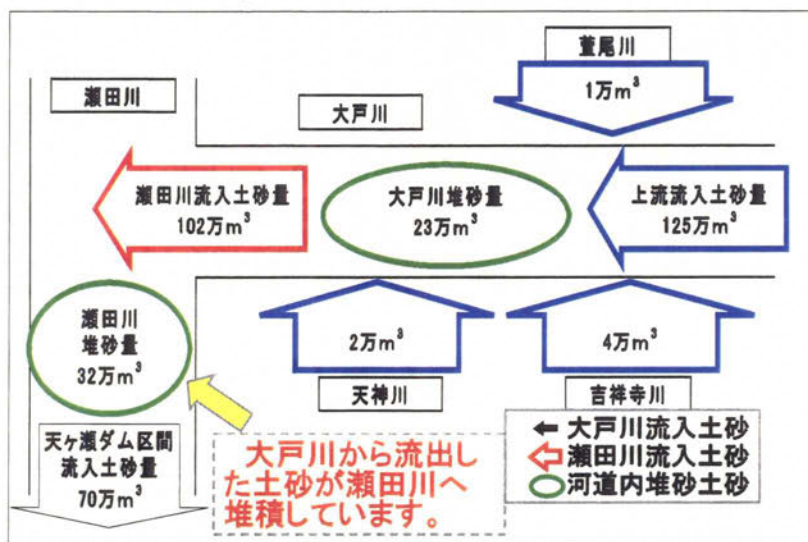 萱尾川
1万m³
瀬田川
大戸川
瀬田川流入土砂量
102万m³
大戸川堆砂量
23万m³
上流流入土砂量
125万m³
瀬田川
堆砂量
32万m³
2万m³
4万m³
天神川
吉祥寺川
天ヶ瀬ダム区間
流入土砂量
70万m³
大戸川から流出し
た土砂が瀬田川へ
堆積しています。
大戸川流入土砂
瀬田川流入土砂
河道内堆砂土砂